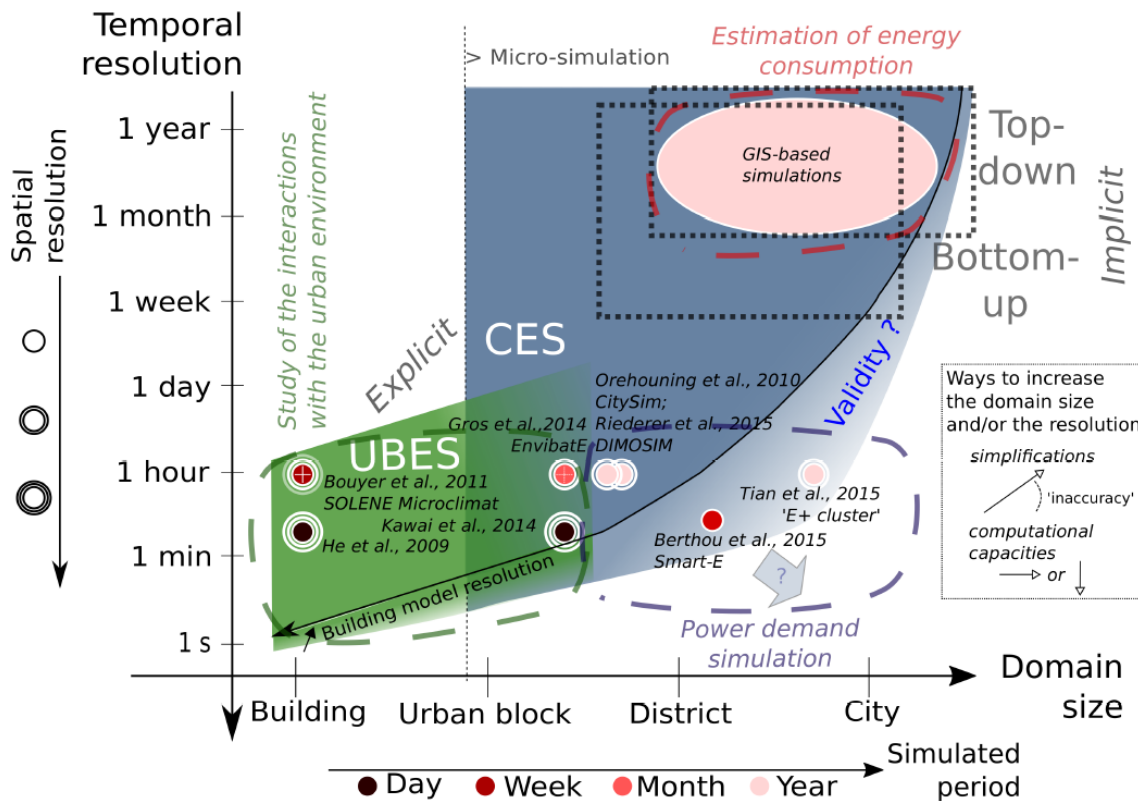 Temporal
resolution
> Micro-simulation
Estimation of energy
consumption
1 year
1 month
1 week
1 day
1 hour
1 min
1 s
Spatial
resolution
Study of the interactions
with the urban environment
GIS-based
simulations
Top-
down
Bottom-
up
Implicit
Explicit
CES
UBES
Validity ?
Orehouning et al., 2010
CitySim;
Riederer et al., 2015
DIMOSIM
Gros et al.,2014
EnvibatE
Bouyer et al., 2011
SOLENE Microclimat
Kawai et al., 2014
He et al., 2009
Tian et al., 2015
'E+ cluster'
Berthou et al., 2015
Smart-E
?
Building model resolution
Power demand
simulation
Ways to increase
the domain size
and/or the resolution
simplifications
'inaccuracy'
computational
capacities
or
Building
Urban block
District
City
Domain
size
Simulated
period
Day
Week
Month
Year